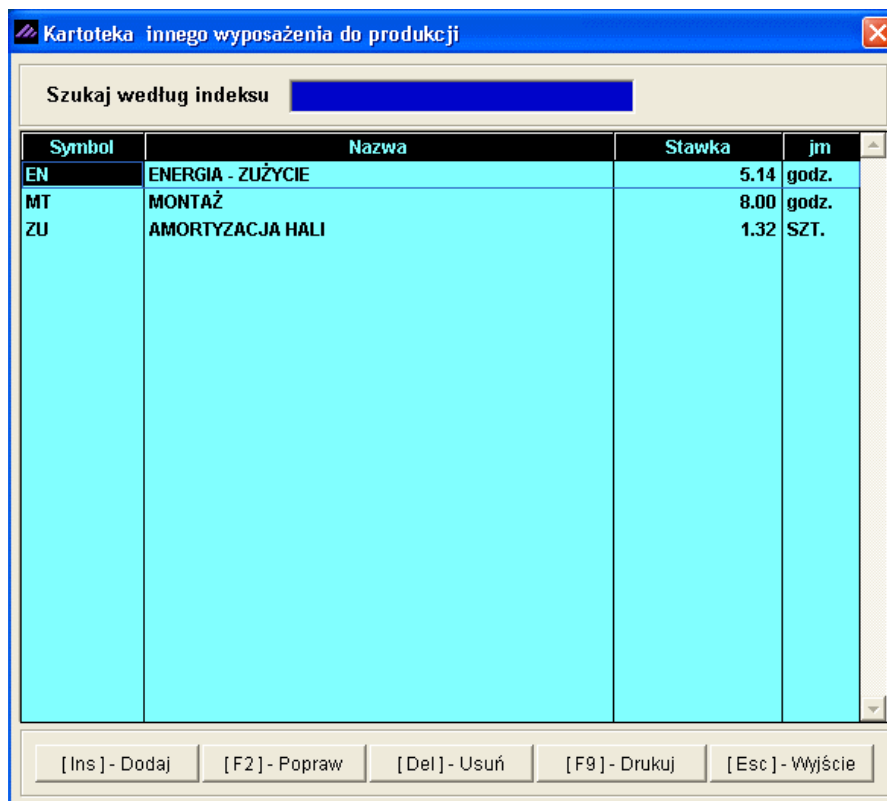 Kartoteka innego wyposażenia do produkcji
Szukaj według indeksu
Symbol Nazwa Stawka jm
EN ENERGIA - ZUŻYCIE 5.14 godz.
MT MONTAŻ 8.00 godz.
ZU AMORTYZACJA HALI 1.32 SZT.
[Ins] - Dodaj [F2] - Popraw [Del] - Usuń [F9] - Drukuj [Esc] - Wyjście